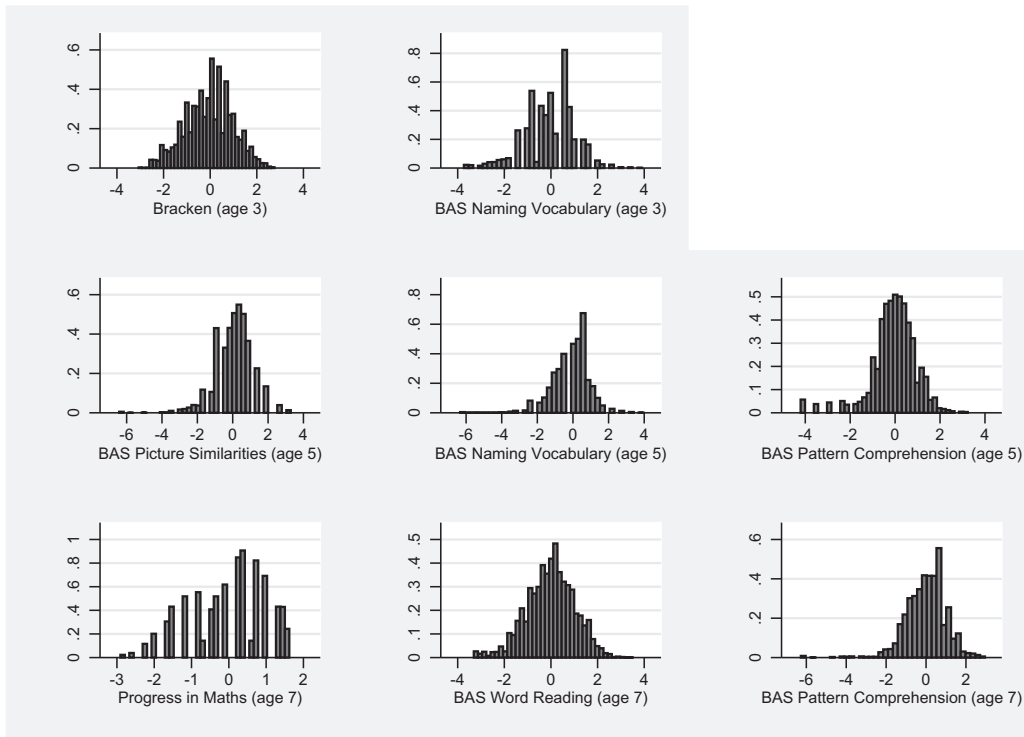 .6
.4
.2
0
-4 -2 0 2 4
Bracken (age 3)
.8
.6
.4
.2
0
-4 -2 0 2 4
BAS Naming Vocabulary (age 3)
.6
.4
.2
0
-6 -4 -2 0 2 4
BAS Picture Similarities (age 5)
.8
.6
.4
.2
0
-6 -4 -2 0 2 4
BAS Naming Vocabulary (age 5)
.5
.4
.3
.2
.1
0
-4 -2 0 2 4
BAS Pattern Comprehension (age 5)
1
.8
.6
.4
.2
0
-3 -2 -1 0 1 2
Progress in Maths (age 7)
.5
.4
.3
.2
.1
0
-4 -2 0 2 4
BAS Word Reading (age 7)
.6
.4
.2
0
-6 -4 -2 0 2
BAS Pattern Comprehension (age 7)